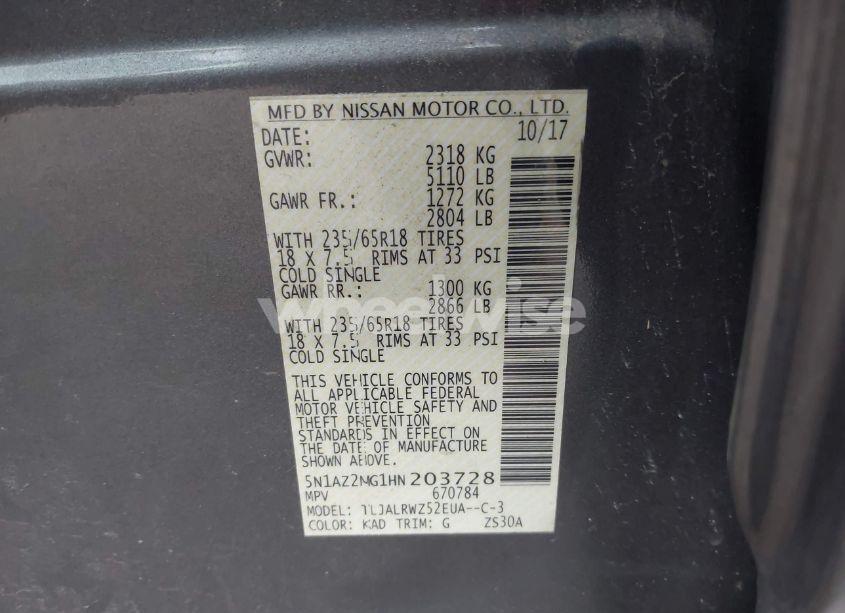 MFD BY NISSAN MOTOR CO., LTD.
DATE: 10/17
GVWR: 2318 KG
5110 LB
GAWR FR.: 1272 KG
2804 LB
WITH 235/65R18 TIRES
18 X 7.5 RIMS AT 33 PSI
COLD SINGLE
GAWR RR.: 1300 KG
2866 LB
wheelwise
WITH 235/65R18 TIRES
18 X 7.5 RIMS AT 33 PSI
COLD SINGLE
THIS VEHICLE CONFORMS TO
ALL APPLICABLE FEDERAL
MOTOR VEHICLE SAFETY AND
THEFT PREVENTION
STANDARDS IN EFFECT ON
THE DATE OF MANUFACTURE
SHOWN ABOVE.
5N1AZ2MG1HN203728
MPV 670784
MODEL: TLJALRWZ52EUA--C-3
COLOR: KAD TRIM: G ZS30A